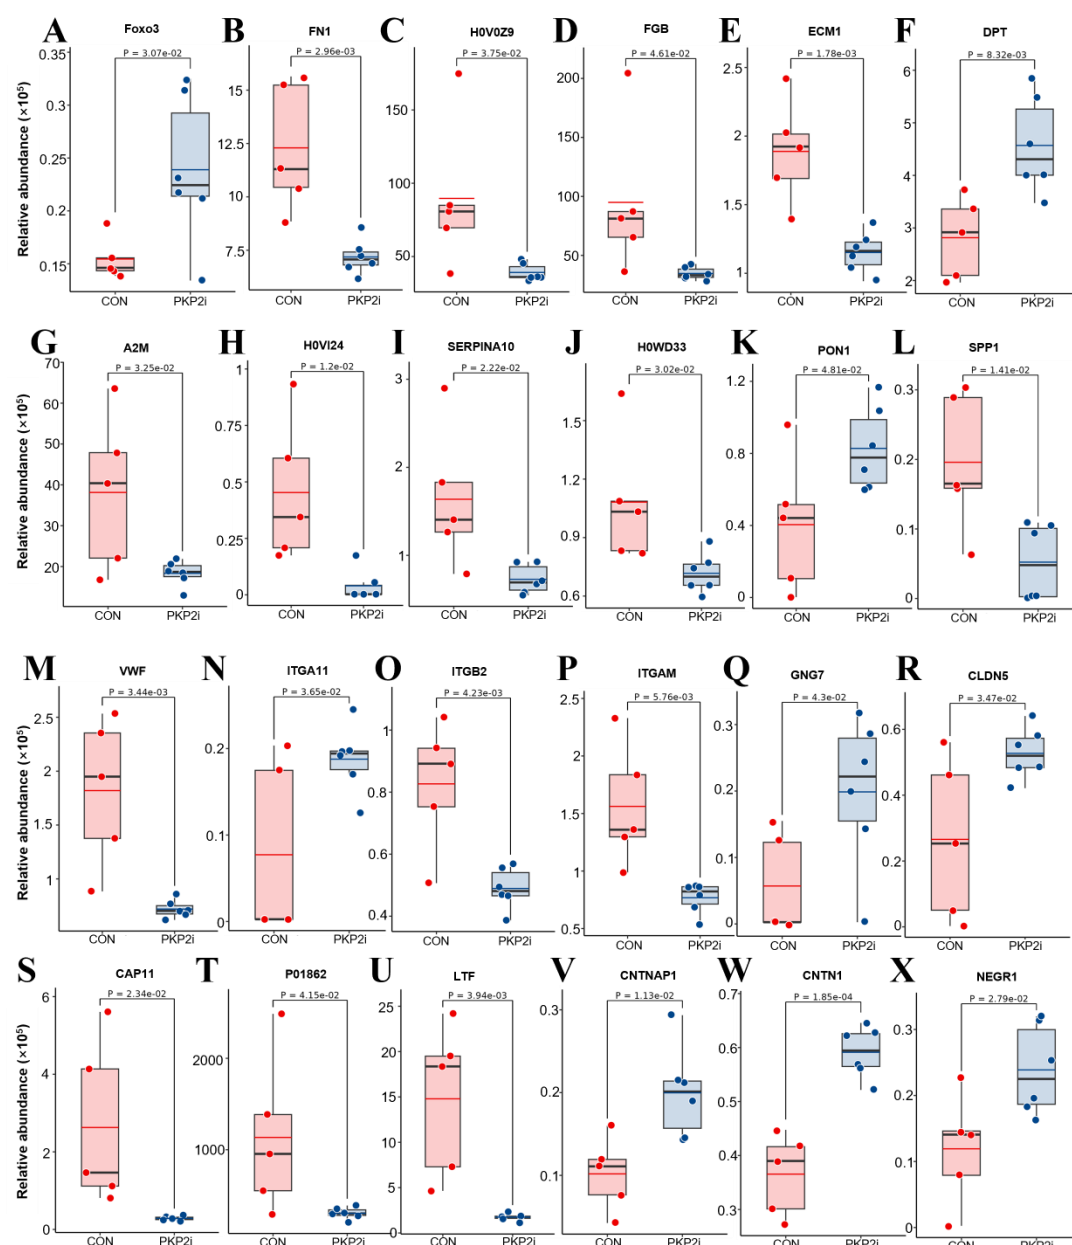 A Foxo3
P = 3.07e-02
Relative abundance (×10⁵)
0.35
0.3
0.25
0.2
0.15
CON PKP2i
B FN1
P = 2.96e-03
15
12.5
10
7.5
CON PKP2i
C H0V0Z9
P = 3.75e-02
150
100
50
CON PKP2i
D FGB
P = 4.61e-02
200
150
100
50
CON PKP2i
E ECM1
P = 1.78e-03
2.5
2
1.5
1
CON PKP2i
F DPT
P = 8.32e-03
6
5
4
3
2
CON PKP2i
G A2M
P = 3.25e-02
Relative abundance (×10⁵)
70
60
50
40
30
20
10
CON PKP2i
H H0VI24
P = 1.2e-02
1
0.75
0.5
0.25
0
CON PKP2i
I SERPINA10
P = 2.22e-02
3
2
1
CON PKP2i
J H0WD33
P = 3.02e-02
1.5
1.2
0.9
0.6
CON PKP2i
K PON1
P = 4.81e-02
1.2
0.8
0.4
0
CON PKP2i
L SPP1
P = 1.41e-02
0.3
0.2
0.1
0
CON PKP2i
M VWF
P = 3.44e-03
Relative abundance (×10⁵)
2.5
2
1.5
1
CON PKP2i
N ITGA11
P = 3.65e-02
0.2
0.1
0
CON PKP2i
O ITGB2
P = 4.23e-03
1
0.8
0.6
0.4
CON PKP2i
P ITGAM
P = 5.76e-03
2.5
2
1.5
1
0.5
CON PKP2i
Q GNG7
P = 4.3e-02
0.3
0.2
0.1
0
CON PKP2i
R CLDN5
P = 3.47e-02
0.6
0.4
0.2
0
CON PKP2i
S CAP11
P = 2.34e-02
Relative abundance (×10⁵)
6
4
2
0
CON PKP2i
T P01862
P = 4.15e-02
2000
1000
CON PKP2i
U LTF
P = 3.94e-03
25
20
15
10
5
0
CON PKP2i
V CNTNAP1
P = 1.13e-02
0.3
0.2
0.1
CON PKP2i
W CNTN1
P = 1.85e-04
0.7
0.6
0.5
0.4
0.3
CON PKP2i
X NEGR1
P = 2.79e-02
0.3
0.2
0.1
0
CON PKP2i